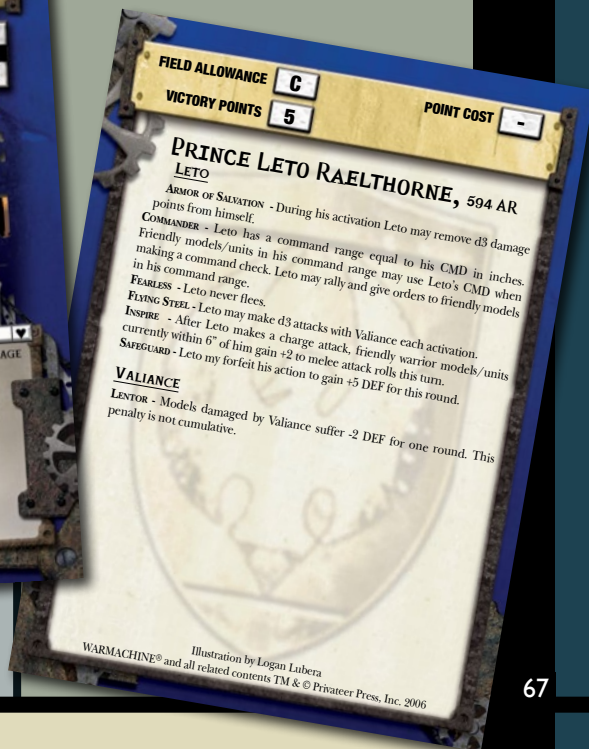 FIELD ALLOWANCE C
POINT COST -
VICTORY POINTS 5
PRINCE LETO RAELTHORNE, 594 AR
LETO
ARMOR OF SALVATION - During his activation Leto may remove d3 damage
points from himself.
COMMANDER - Leto has a command range equal to his CMD in inches.
Friendly models/units in his command range may use Leto's CMD when
making a command check. Leto may rally and give orders to friendly models
in his command range.
FEARLESS - Leto never flees.
FLYING STEEL - Leto may make d3 attacks with Valiance each activation.
INSPIRE - After Leto makes a charge attack, friendly warrior models/units
currently within 6" of him gain +2 to melee attack rolls this turn.
SAFEGUARD - Leto my forfeit his action to gain +5 DEF for this round.
VALIANCE
LENTOR - Models damaged by Valiance suffer -2 DEF for one round. This
penalty is not cumulative.
Illustration by Logan Lubera
WARMACHINE® and all related contents TM & © Privateer Press, Inc. 2006
67
AGE